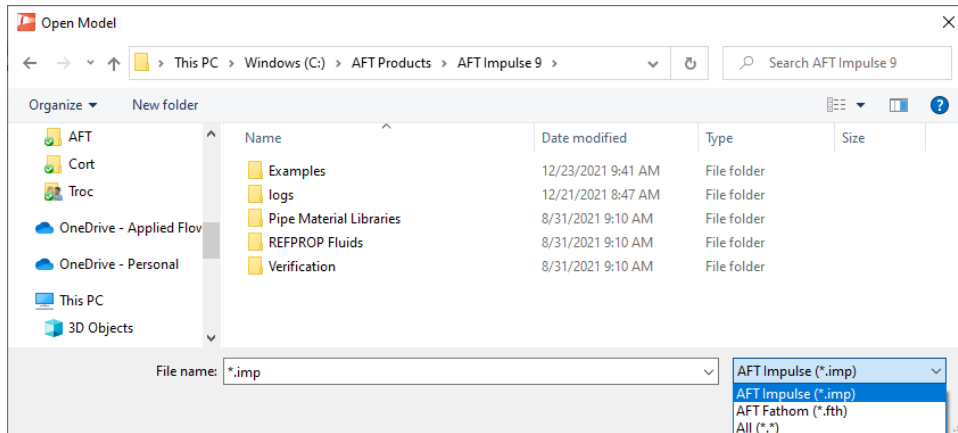 Open Model
This PC > Windows (C:) > AFT Products > AFT Impulse 9 >
Search AFT Impulse 9
Organize
New folder
Name Date modified Type Size
AFT
Cort
Troc
OneDrive - Applied Flov
OneDrive - Personal
This PC
3D Objects
Examples 12/23/2021 9:41 AM File folder
logs 12/21/2021 8:47 AM File folder
Pipe Material Libraries 8/31/2021 9:10 AM File folder
REFPROP Fluids 8/31/2021 9:10 AM File folder
Verification 8/31/2021 9:10 AM File folder
File name: *.imp
AFT Impulse (*.imp)
AFT Impulse (*.imp)
AFT Fathom (*.fth)
All (*.*)